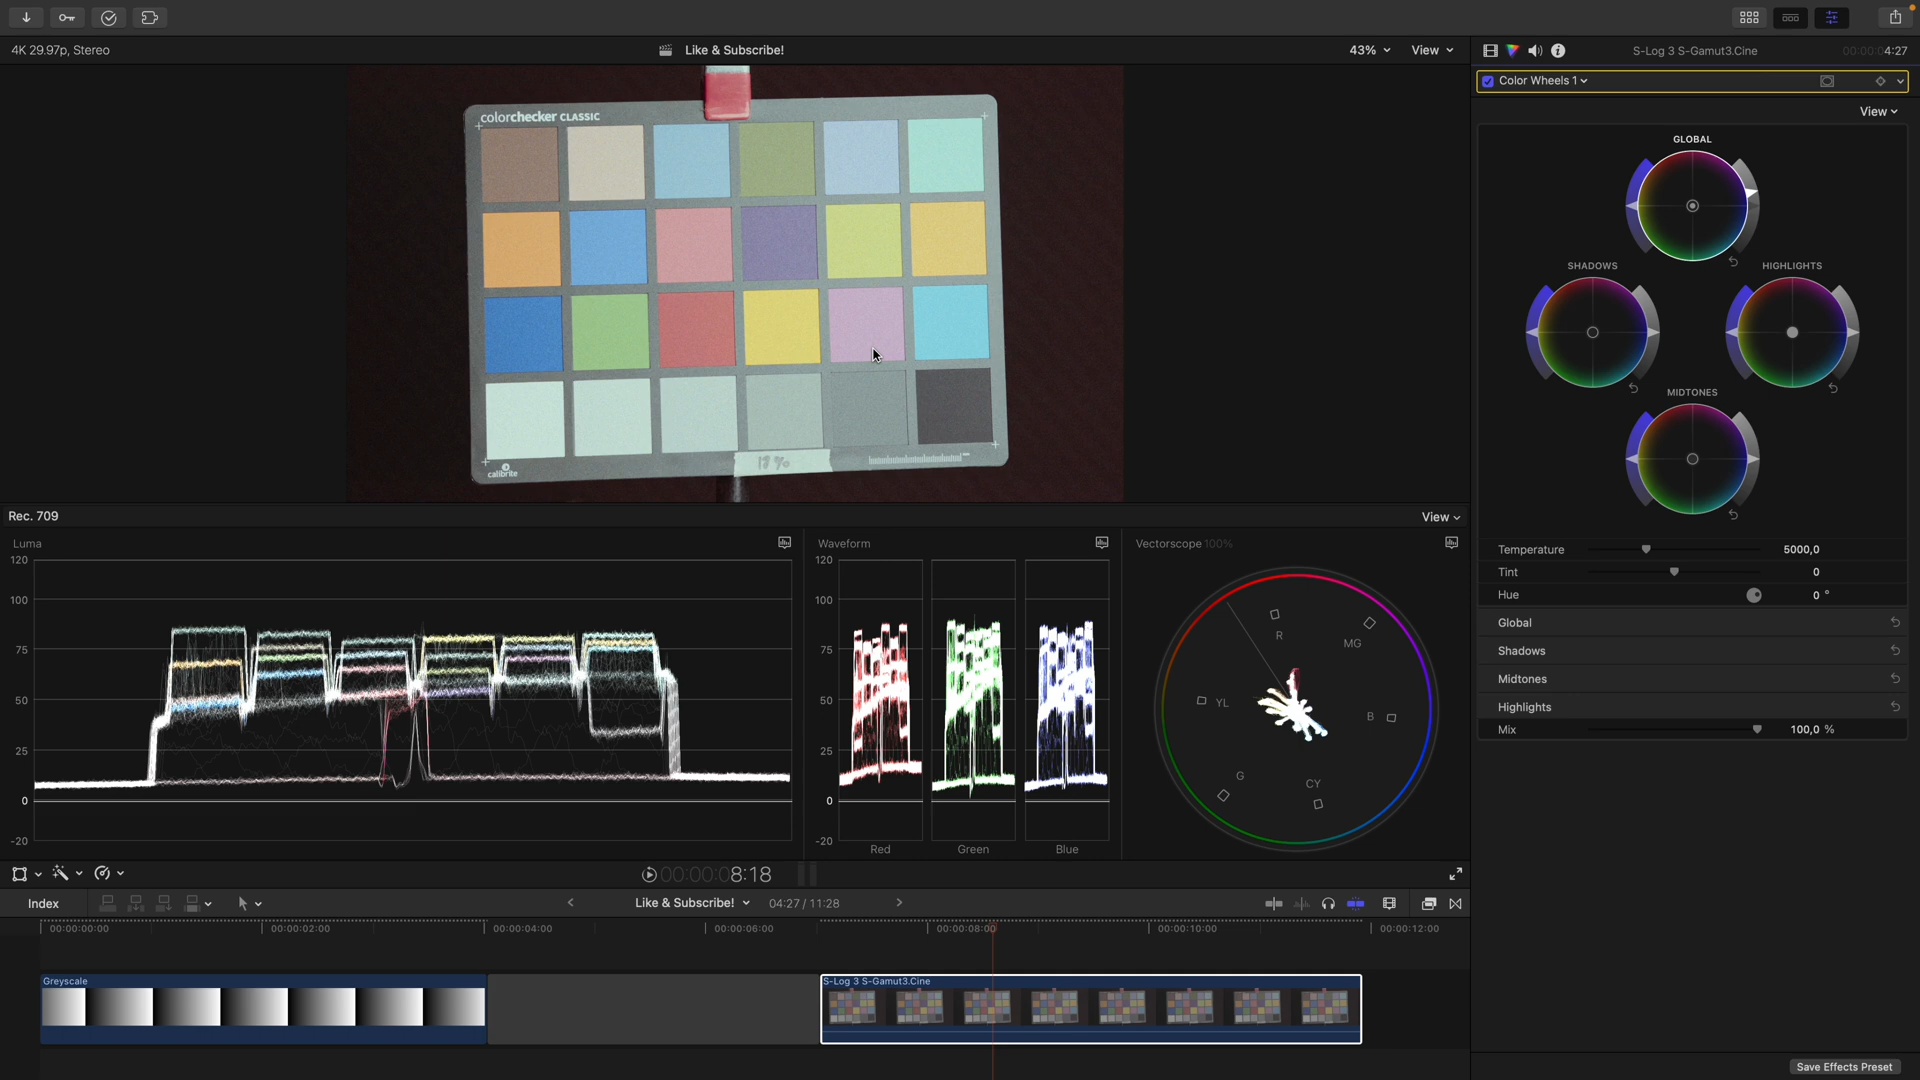 4K 29.97p, Stereo
Like & Subscribe!
43%
View
S-Log 3 S-Gamut3.Cine
00:00:04:27
Color Wheels 1
View
colorchecker CLASSIC
18%
calibrite
GLOBAL
SHADOWS
HIGHLIGHTS
MIDTONES
Temperature
5000,0
Tint
0
Hue
0 °
Global
Shadows
Midtones
Highlights
Mix
100,0 %
Rec. 709
View
Luma
120
100
75
50
25
0
-20
Waveform
120
100
75
50
25
0
-20
Red
Green
Blue
Vectorscope 100%
R
MG
YL
B
G
CY
00:00:08:18
Index
Like & Subscribe!
04:27 / 11:28
00:00:00:00
00:00:02:00
00:00:04:00
00:00:06:00
00:00:08:00
00:00:10:00
00:00:12:00
Greyscale
S-Log 3 S-Gamut3.Cine
Save Effects Preset